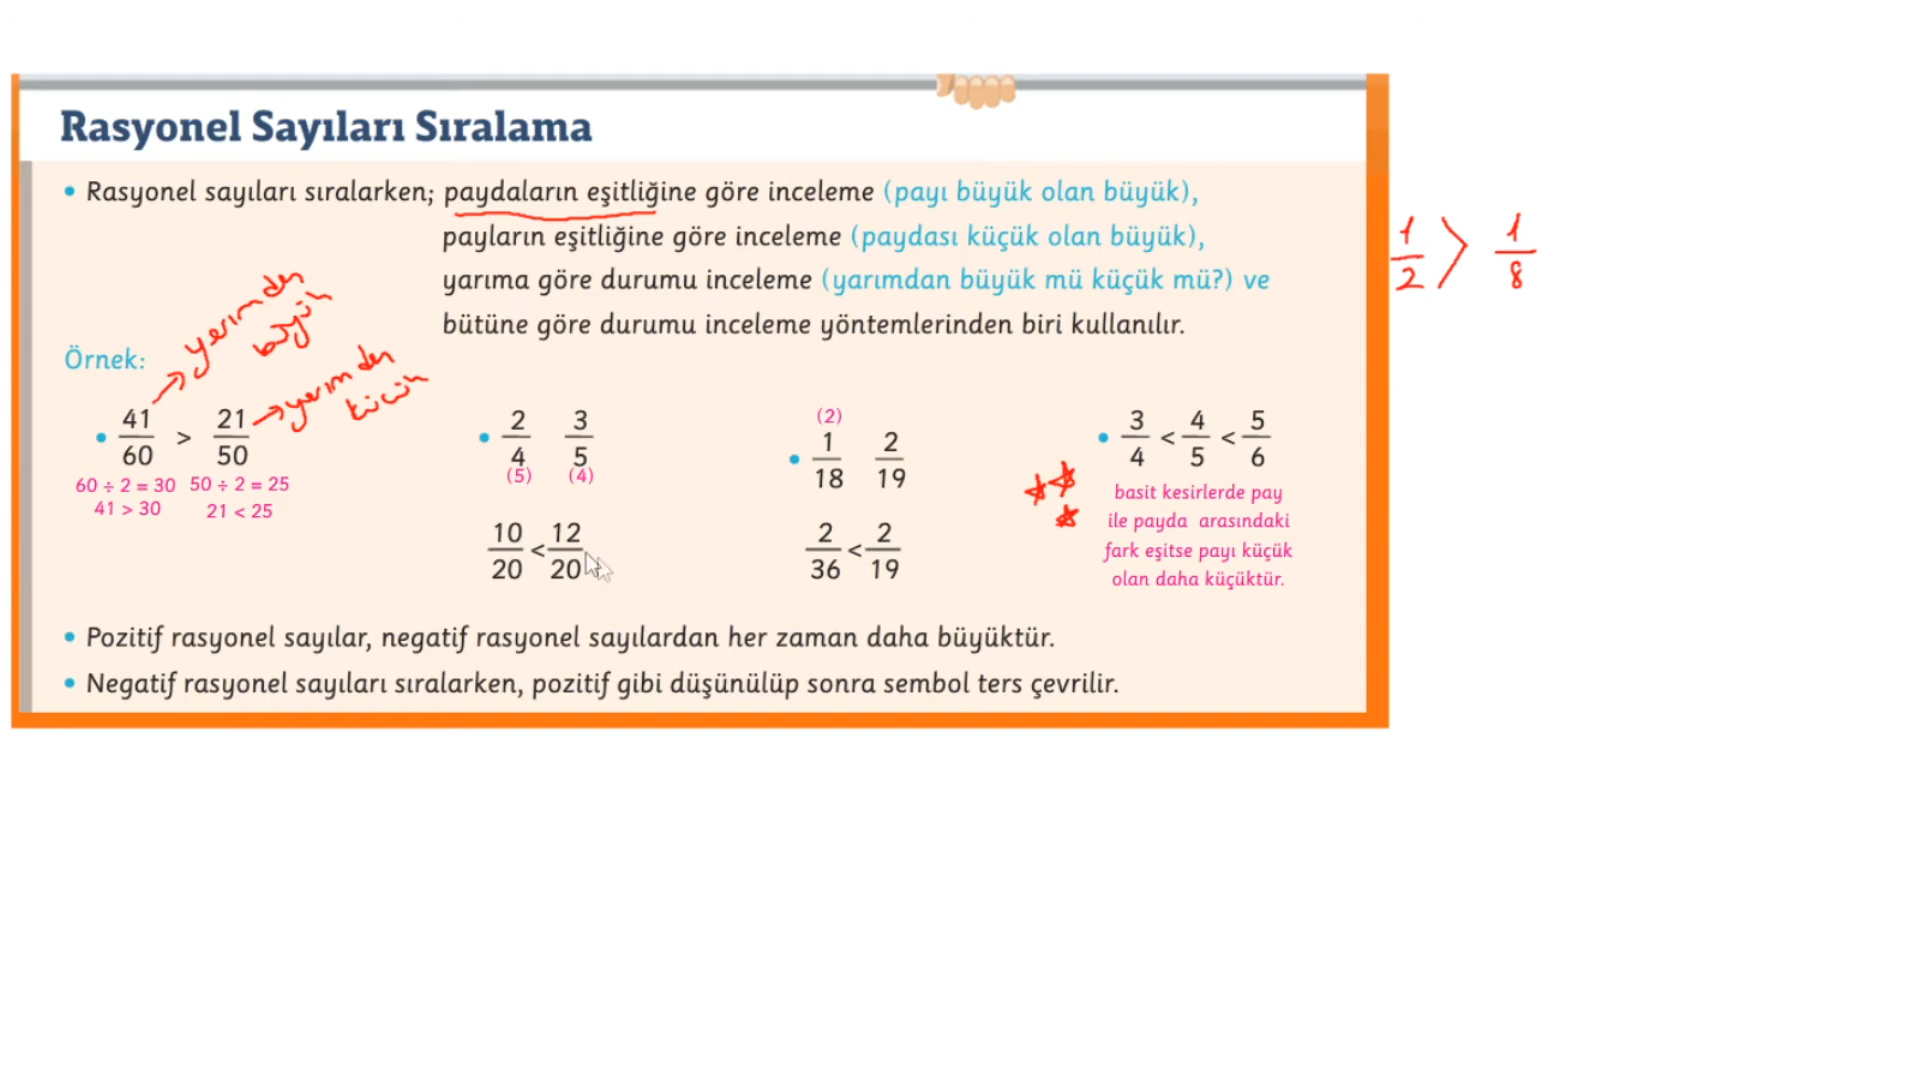 Rasyonel Sayıları Sıralama
• Rasyonel sayıları sıralarken; paydaların eşitliğine göre inceleme (payı büyük olan büyük),
payların eşitliğine göre inceleme (paydası küçük olan büyük),
yarıma göre durumu inceleme (yarımdan büyük mü küçük mü?) ve
bütüne göre durumu inceleme yöntemlerinden biri kullanılır.
1/2 > 1/8
Örnek:
→ yarımdan
büyük
→ yarımdan
küçük
• 41/60 > 21/50
60 ÷ 2 = 30 50 ÷ 2 = 25
41 > 30 21 < 25
• 2/4 3/5
(5) (4)
10/20 < 12/20
(2)
• 1/18 2/19
2/36 < 2/19
• 3/4 < 4/5 < 5/6
basit kesirlerde pay
ile payda arasındaki
fark eşitse payı küçük
olan daha küçüktür.
• Pozitif rasyonel sayılar, negatif rasyonel sayılardan her zaman daha büyüktür.
• Negatif rasyonel sayıları sıralarken, pozitif gibi düşünülüp sonra sembol ters çevrilir.